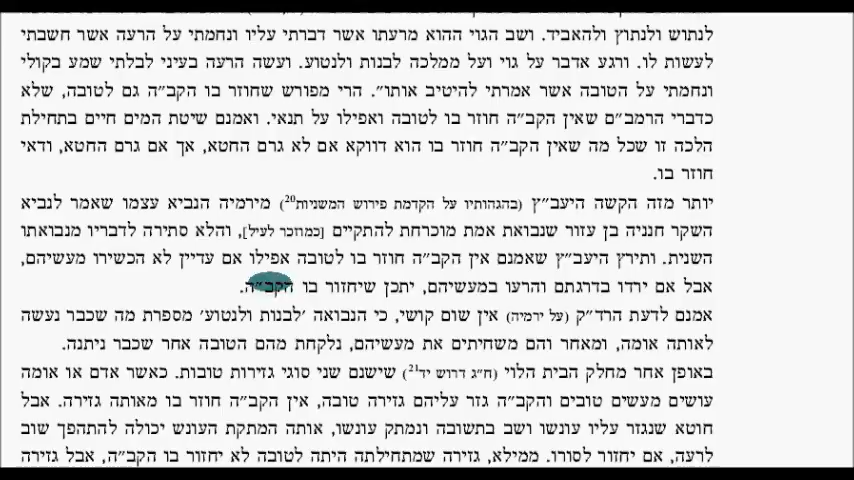 לנתוש ולנתוץ ולהאביד. ושב הגוי ההוא מרעתו אשר דברתי עליו ונחמתי על הרעה אשר חשבתי
לעשות לו. ורגע אדבר על גוי ועל ממלכה לבנות ולנטוע. ועשה הרעה בעיני לבלתי שמע בקולי
ונחמתי על הטובה אשר אמרתי להיטיב אותו". הרי מפורש שחוזר בו הקב"ה גם לטובה, שלא
כדברי הרמב"ם שאין הקב"ה חוזר בו לטובה ואפילו על תנאי. ואמנם שיטת המים חיים בתחילת
הלכה זו שכל מה שאין הקב"ה חוזר בו הוא דווקא אם לא גרם החטא, אך אם גרם החטא, ודאי
חוזר בו.
יותר מזה הקשה היעב"ץ (בהגהותיו על הקדמת פירוש המשניות20) מירמיה הנביא עצמו שאמר לנביא
השקר חנניה בן עזור שנבואת אמת מוכרחת להתקיים [כמוזכר לעיל], והלא סתירה לדבריו מנבואתו
השנית. ותירץ היעב"ץ שאמנם אין הקב"ה חוזר בו לטובה אפילו אם עדיין לא הכשירו מעשיהם,
אבל אם ירדו בדרגתם והרעו במעשיהם, יתכן שיחזור בו הקב"ה.
אמנם לדעת הרד"ק (על ירמיה) אין שום קושי, כי הנבואה 'לבנות ולנטוע' מספרת מה שכבר נעשה
לאותה אומה, ומאחר והם משחיתים את מעשיהם, נלקחת מהם הטובה אחר שכבר ניתנה.
באופן אחר מחלק הבית הלוי (ח"ג דרוש יד21) שישנם שני סוגי גזירות טובות. כאשר אדם או אומה
עושים מעשים טובים והקב"ה גזר עליהם גזירה טובה, אין הקב"ה חוזר בו מאותה גזירה. אבל
חוטא שנגזר עליו עונשו ושב בתשובה ונמתק עונשו, אותה המתקת העונש יכולה להתהפך שוב
לרעה, אם יחזור לסורו. ממילא, גזירה שמתחילתה היתה לטובה לא יחזור בו הקב"ה, אבל גזירה